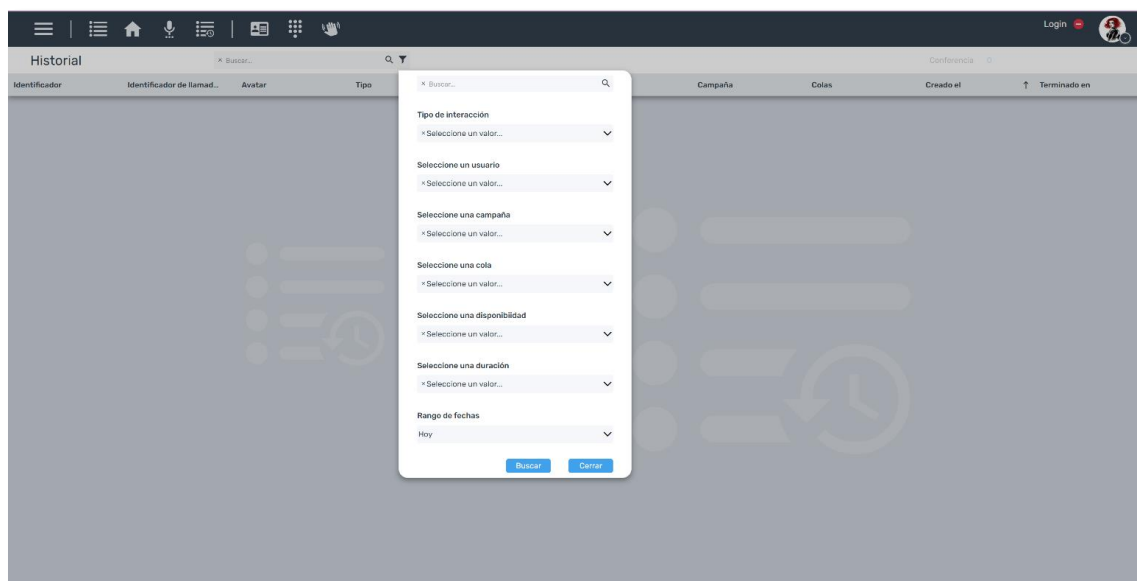 Login
Historial
× Buscar...
Conferencia
Identificador
Identificador de llamad...
Avatar
Tipo
Campaña
Colas
Creado el
↑ Terminado en
× Buscar...
Tipo de interacción
× Seleccione un valor...
Seleccione un usuario
× Seleccione un valor...
Seleccione una campaña
× Seleccione un valor...
Seleccione una cola
× Seleccione un valor...
Seleccione una disponibiidad
× Seleccione un valor...
Seleccione una duración
× Seleccione un valor...
Rango de fechas
Hoy
Buscar
Cerrar